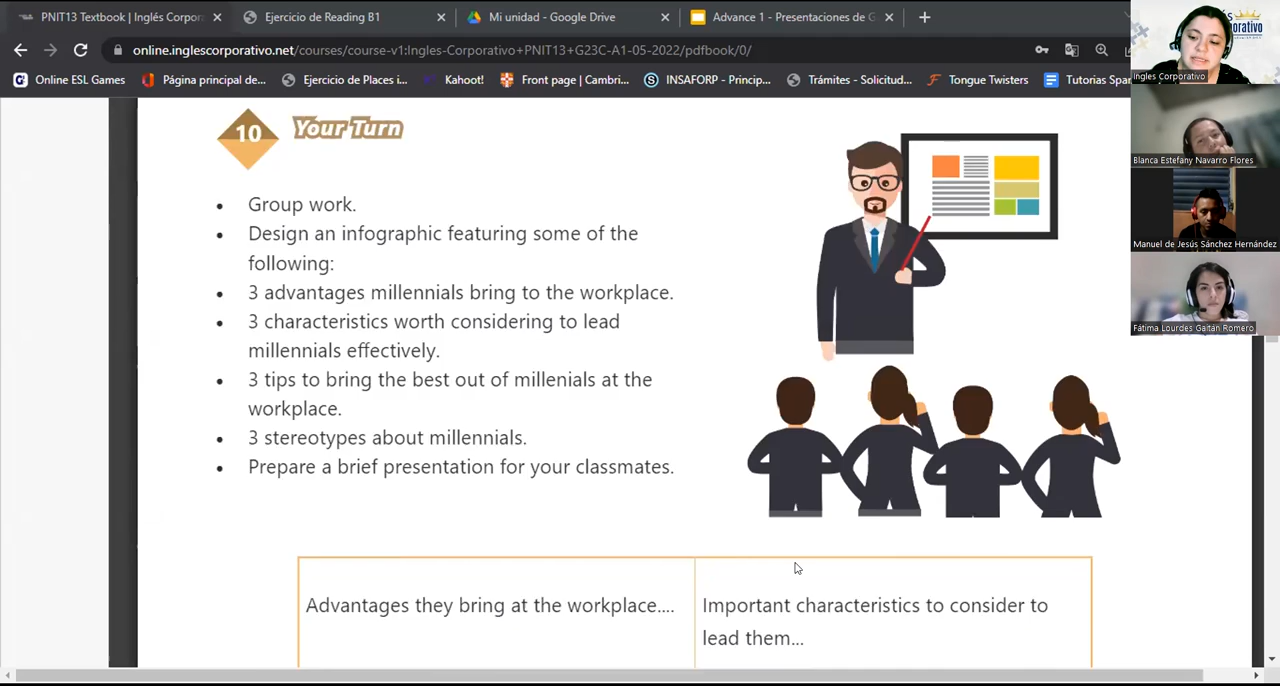 PNIT13 Textbook | Inglés Corpor
Ejercicio de Reading B1
Mi unidad - Google Drive
Advance 1 - Presentaciones de G
online.inglescorporativo.net/courses/course-v1:Ingles-Corporativo+PNIT13+G23C-A1-05-2022/pdfbook/0/
Online ESL Games
Página principal de...
Ejercicio de Places i...
Kahoot!
Front page | Cambri...
INSAFORP - Princip...
Trámites - Solicitud...
Tongue Twisters
Tutorias Spar
Ingles Corporativo
Blanca Estefany Navarro Flores
Manuel de Jesús Sánchez Hernández
Fátima Lourdes Gaitán Romero
10 Your Turn
• Group work.
• Design an infographic featuring some of the
following:
• 3 advantages millennials bring to the workplace.
• 3 characteristics worth considering to lead
millennials effectively.
• 3 tips to bring the best out of millenials at the
workplace.
• 3 stereotypes about millennials.
• Prepare a brief presentation for your classmates.
Advantages they bring at the workplace....
Important characteristics to consider to
lead them...